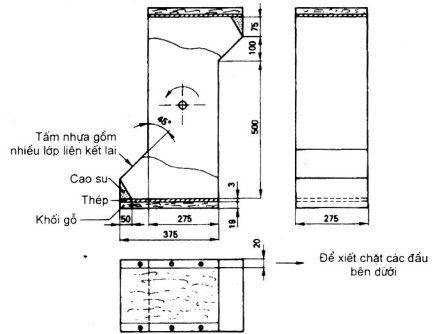 75
100
500
45°
Tấm nhựa gồm
nhiều lớp liên kết lại
Cao su
Thép
Khối gỗ
3
19
50
275
375
275
20
Để xiết chặt các đầu
bên dưới